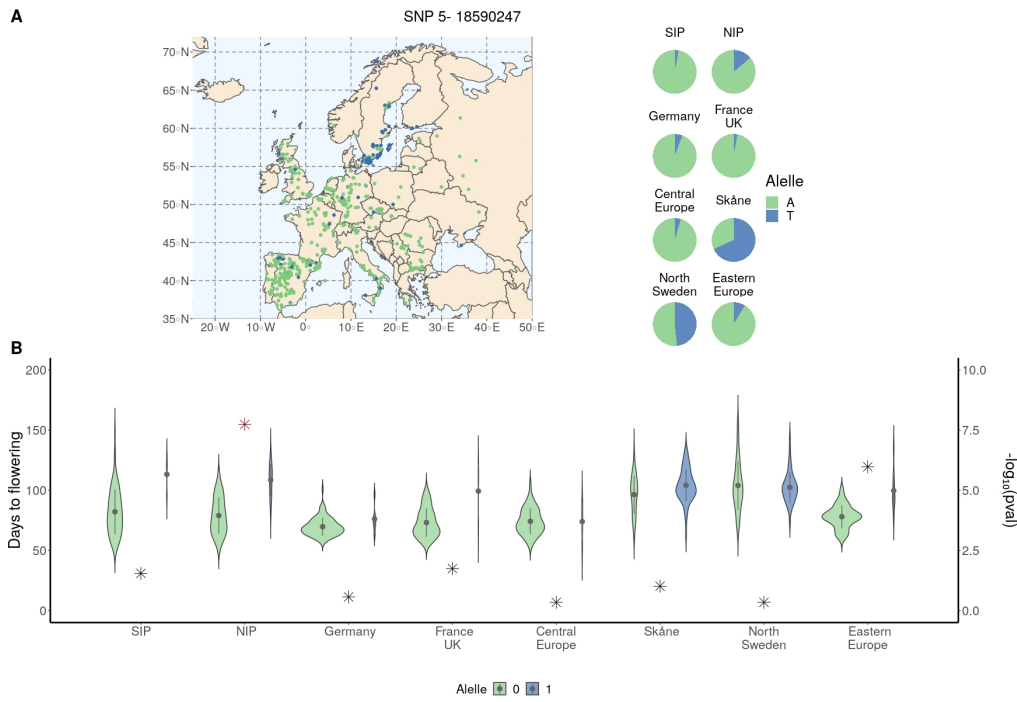 A
SNP 5- 18590247
70°N
65°N
60°N
55°N
50°N
45°N
40°N
35°N
20°W
10°W
0°
10°E
20°E
30°E
40°E
50°E
SIP
NIP
Germany
France
UK
Central
Europe
Skåne
North
Sweden
Eastern
Europe
Alelle
A
T
B
Days to flowering
200
150
100
50
0
10.0
7.5
5.0
2.5
0.0
-log10(pval)
SIP
NIP
Germany
France
UK
Central
Europe
Skåne
North
Sweden
Eastern
Europe
Alelle
0
1